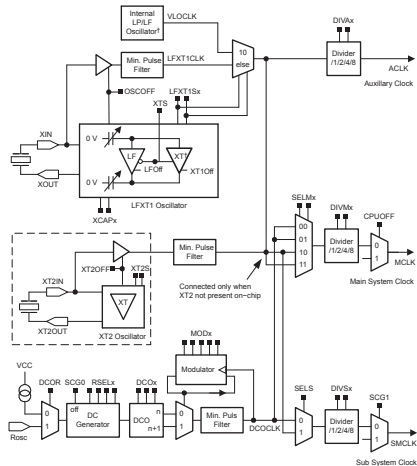 Internal
LP/LF
Oscillator†
VLOCLK
DIVAx
10
else
Min. Pulse
Filter
LFXT1CLK
Divider
/1/2/4/8
ACLK
Auxiliary Clock
OSCOFF
XTS
LFXT1Sx
XIN
0 V
LF
XT1
LFOff
XT1Off
0 V
XOUT
LFXT1 Oscillator
XCAPx
SELMx
DIVMx
CPUOFF
00
01
10
11
Divider
/1/2/4/8
0
1
MCLK
Main System Clock
Min. Pulse
Filter
Connected only when
XT2 not present on-chip
XT2OFF
XT2S
XT2IN
XT
XT2OUT
XT2 Oscillator
MODx
Modulator
VCC
DCOR
SCG0
RSELx
DCOx
SELS
DIVSx
SCG1
0
1
off
DC
Generator
DCO
n
n+1
0
1
Min. Puls
Filter
DCOCLK
0
1
Divider
/1/2/4/8
0
1
SMCLK
Sub System Clock
Rosc